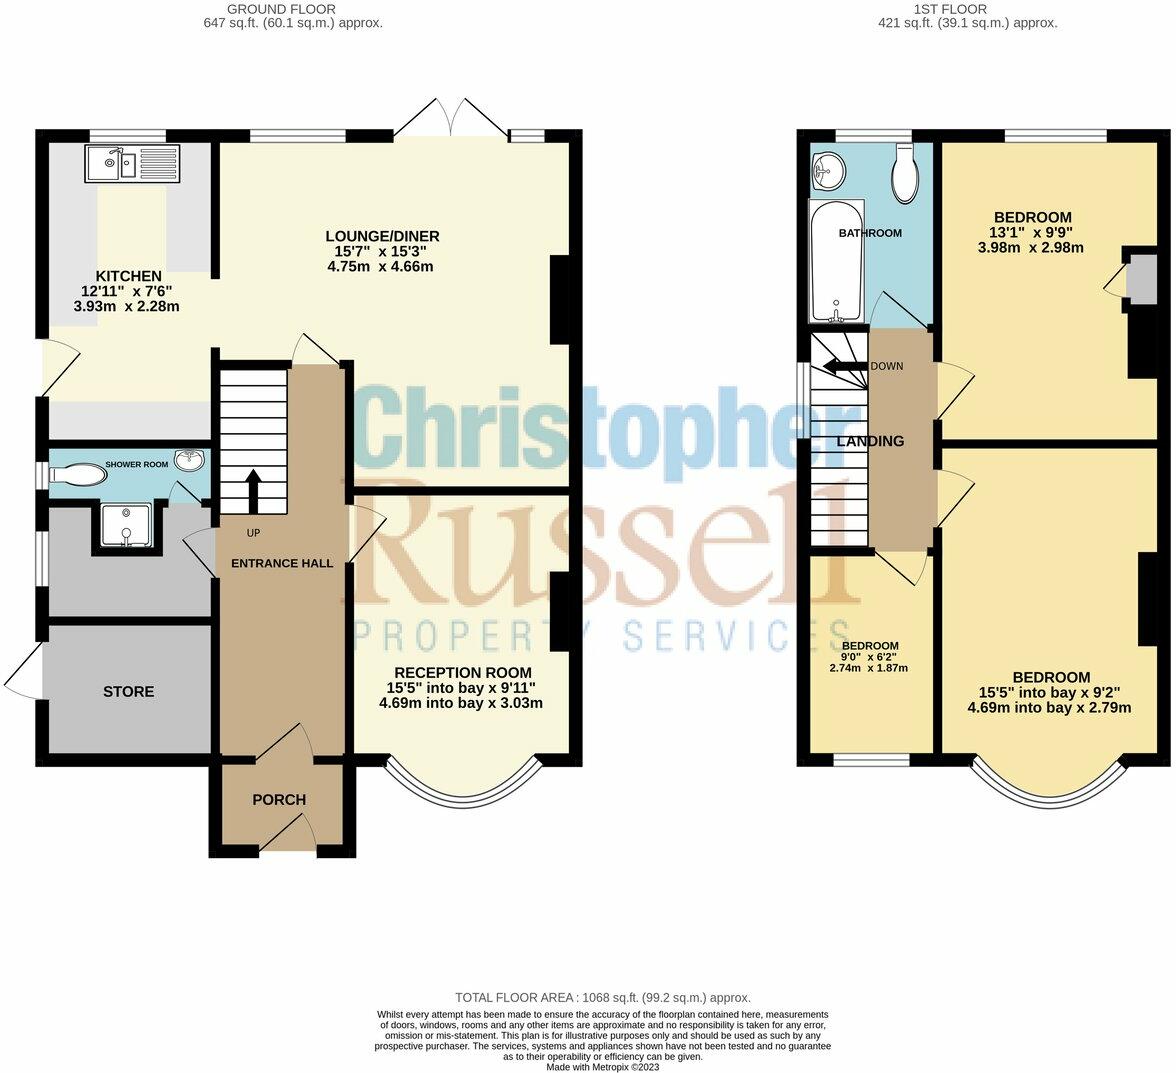 GROUND FLOOR
647 sq.ft. (60.1 sq.m.) approx.
1ST FLOOR
421 sq.ft. (39.1 sq.m.) approx.
LOUNGE/DINER
15'7" x 15'3"
4.75m x 4.66m
KITCHEN
12'11" x 7'6"
3.93m x 2.28m
SHOWER ROOM
UP
ENTRANCE HALL
STORE
RECEPTION ROOM
15'5" into bay x 9'11"
4.69m into bay x 3.03m
PORCH
BATHROOM
BEDROOM
13'1" x 9'9"
3.98m x 2.98m
DOWN
LANDING
BEDROOM
9'0" x 6'2"
2.74m x 1.87m
BEDROOM
15'5" into bay x 9'2"
4.69m into bay x 2.79m
Christopher
Russell
PROPERTY SERVICES
TOTAL FLOOR AREA : 1068 sq.ft. (99.2 sq.m.) approx.
Whilst every attempt has been made to ensure the accuracy of the floorplan contained here, measurements
of doors, windows, rooms and any other items are approximate and no responsibility is taken for any error,
omission or mis-statement. This plan is for illustrative purposes only and should be used as such by any
prospective purchaser. The services, systems and appliances shown have not been tested and no guarantee
as to their operability or efficiency can be given.
Made with Metropix ©2023